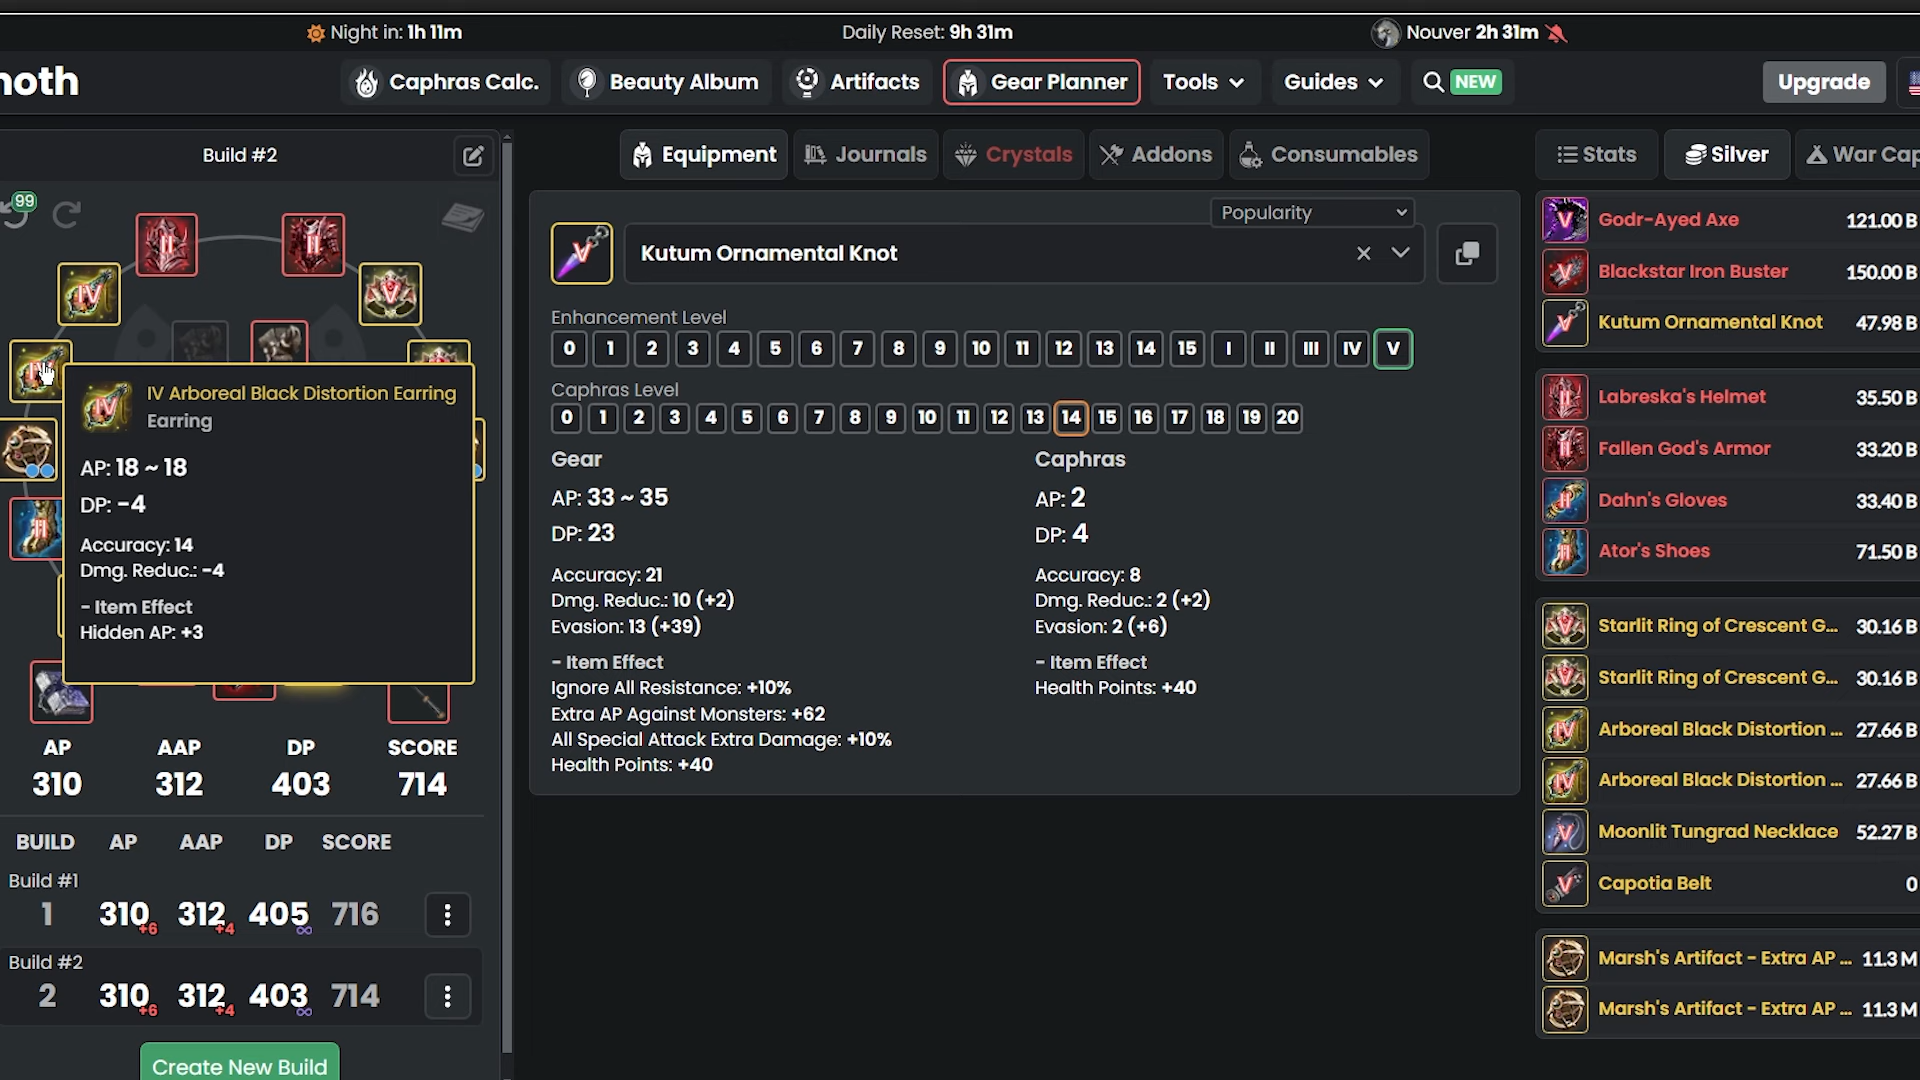 Night in: 1h 11m
Daily Reset: 9h 31m
Nouver 2h 31m
noth
Caphras Calc.
Beauty Album
Artifacts
Gear Planner
Tools
Guides
NEW
Upgrade
Build #2
99
IV
IV
II
II
V
II
IV Arboreal Black Distortion Earring
Earring
AP: 18 ~ 18
DP: -4
Accuracy: 14
Dmg. Reduc.: -4
- Item Effect
Hidden AP: +3
AP AAP DP SCORE
310 312 403 714
BUILD AP AAP DP SCORE
Build #1
1 310 +6 312 +4 405 ∞ 716
Build #2
2 310 +6 312 +4 403 ∞ 714
Create New Build
Equipment
Journals
Crystals
Addons
Consumables
Popularity
V
Kutum Ornamental Knot
Enhancement Level
0 1 2 3 4 5 6 7 8 9 10 11 12 13 14 15 I II III IV V
Caphras Level
0 1 2 3 4 5 6 7 8 9 10 11 12 13 14 15 16 17 18 19 20
Gear
AP: 33 ~ 35
DP: 23
Accuracy: 21
Dmg. Reduc.: 10 (+2)
Evasion: 13 (+39)
- Item Effect
Ignore All Resistance: +10%
Extra AP Against Monsters: +62
All Special Attack Extra Damage: +10%
Health Points: +40
Caphras
AP: 2
DP: 4
Accuracy: 8
Dmg. Reduc.: 2 (+2)
Evasion: 2 (+6)
- Item Effect
Health Points: +40
Stats
Silver
War Cap
V Godr-Ayed Axe 121.00 B
V Blackstar Iron Buster 150.00 B
V Kutum Ornamental Knot 47.98 B
II Labreska's Helmet 35.50 B
II Fallen God's Armor 33.20 B
II Dahn's Gloves 33.40 B
II Ator's Shoes 71.50 B
V Starlit Ring of Crescent G... 30.16 B
V Starlit Ring of Crescent G... 30.16 B
IV Arboreal Black Distortion ... 27.66 B
IV Arboreal Black Distortion ... 27.66 B
V Moonlit Tungrad Necklace 52.27 B
V Capotia Belt 0
Marsh's Artifact - Extra AP ... 11.3 M
Marsh's Artifact - Extra AP ... 11.3 M